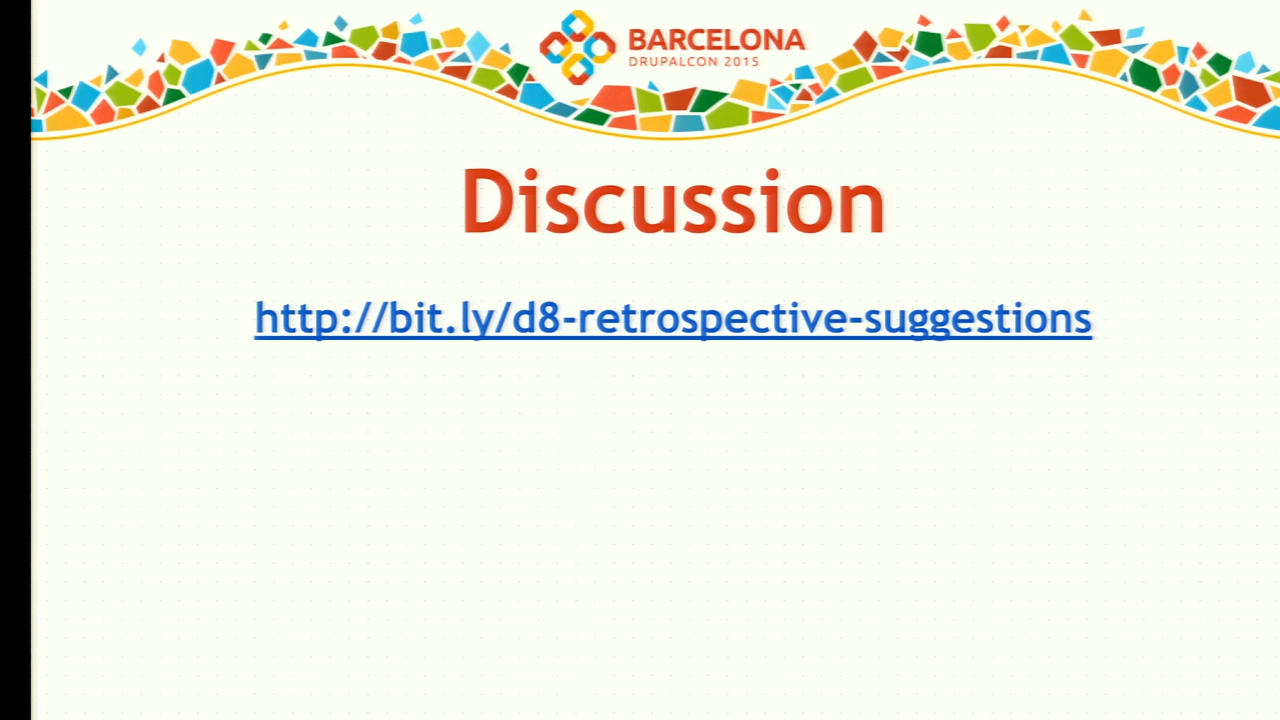 BARCELONA
DRUPALCON 2015
Discussion
http://bit.ly/d8-retrospective-suggestions